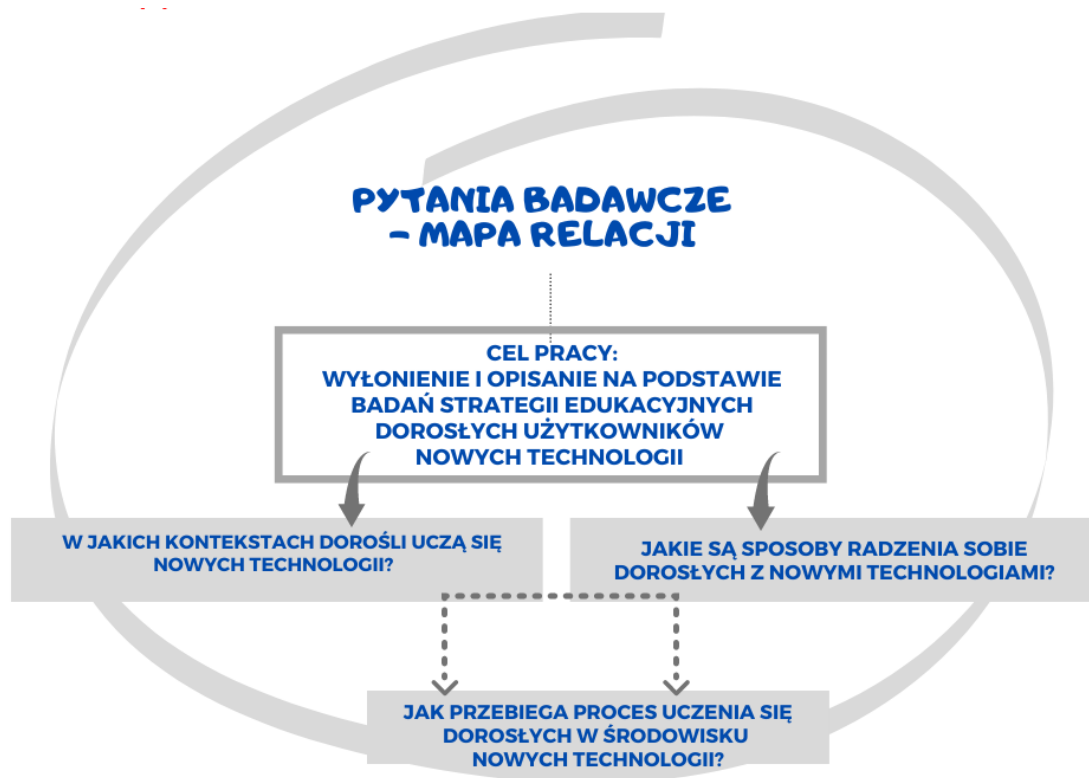 PYTANIA BADAWCZE
- MAPA RELACJI
CEL PRACY:
WYŁONIENIE I OPISANIE NA PODSTAWIE
BADAŃ STRATEGII EDUKACYJNYCH
DOROSŁYCH UŻYTKOWNIKÓW
NOWYCH TECHNOLOGII
W JAKICH KONTEKSTACH DOROŚLI UCZĄ SIĘ
NOWYCH TECHNOLOGII?
JAKIE SĄ SPOSOBY RADZENIA SOBIE
DOROSŁYCH Z NOWYMI TECHNOLOGIAMI?
JAK PRZEBIEGA PROCES UCZENIA SIĘ
DOROSŁYCH W ŚRODOWISKU
NOWYCH TECHNOLOGII?